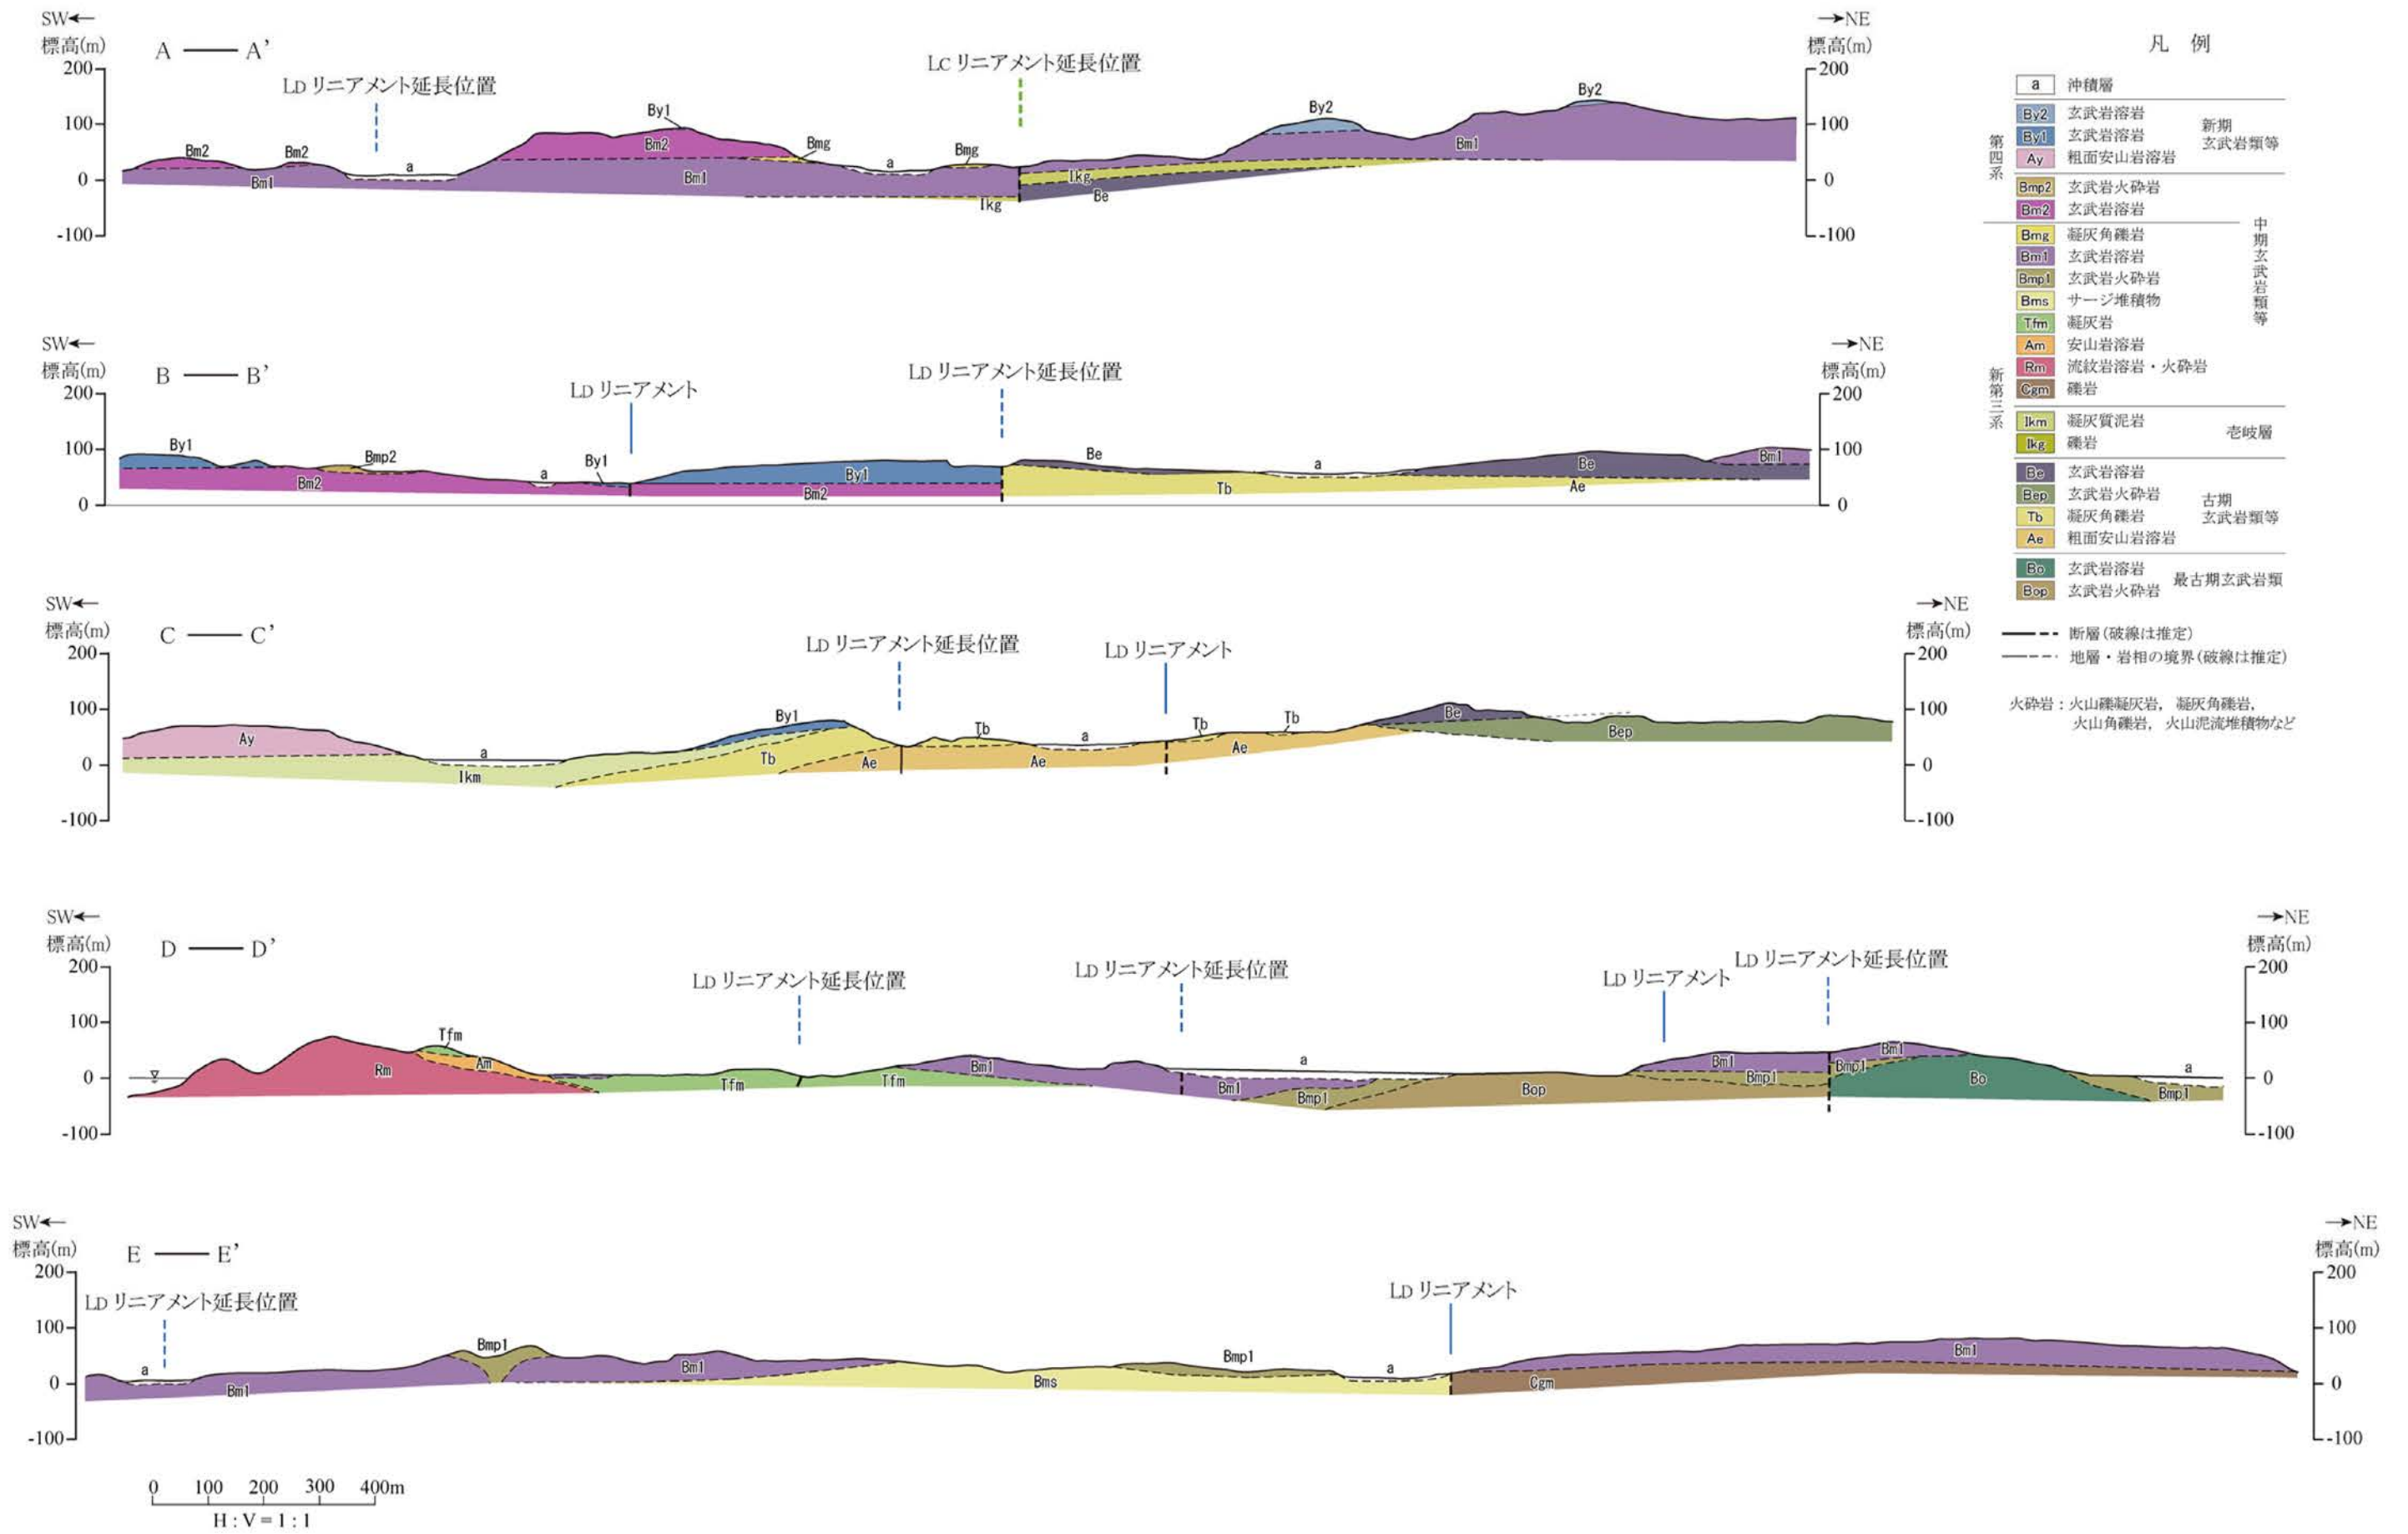 SW← →NE
標高(m) 標高(m)
A ── A’
LD リニアメント延長位置
LC リニアメント延長位置
200 200
100 100
0 0
-100 -100
Bm2 Bm2 a By1 Bm2 Bmg a Bmg By2 By2
Bm1 Bm1 Ikg Ikg Be Bm1
SW← →NE
標高(m) 標高(m)
B ── B’
LD リニアメント
LD リニアメント延長位置
200 200
100 100
0 0
By1 Bmp2 Bm2 a By1 By1 Bm2 Be Tb a Be Ae Bm1
SW← →NE
標高(m) 標高(m)
C ── C’
LD リニアメント延長位置
LD リニアメント
200 200
100 100
0 0
-100 -100
Ay a Ikm By1 Tb Ae Tb Ae a Tb Ae Tb Be Bep
SW← →NE
標高(m) 標高(m)
D ── D’
LD リニアメント延長位置
LD リニアメント延長位置
LD リニアメント
LD リニアメント延長位置
200 200
100 100
0 0
-100 -100
Rm Tfm Am Tfm Tfm Bm1 Bm1 a Bmp1 Bop Bm1 Bmp1 Bmp1 Bm1 Bo a Bmp1
SW← →NE
標高(m) 標高(m)
E ── E’
LD リニアメント延長位置
LD リニアメント
200 200
100 100
0 0
-100 -100
a Bm1 Bmp1 Bm1 Bms Bmp1 a Cgm Bm1
0 100 200 300 400m
H : V = 1 : 1
凡 例
a 沖積層
By2 玄武岩溶岩
By1 玄武岩溶岩
Ay 粗面安山岩溶岩
新期
玄武岩類等
Bmp2 玄武岩火砕岩
Bm2 玄武岩溶岩
第四系
Bmg 凝灰角礫岩
Bm1 玄武岩溶岩
Bmp1 玄武岩火砕岩
Bms サージ堆積物
Tfm 凝灰岩
Am 安山岩溶岩
Rm 流紋岩溶岩・火砕岩
Cgm 礫岩
中期玄武岩類等
Ikm 凝灰質泥岩
Ikg 礫岩
壱岐層
新第三系
Be 玄武岩溶岩
Bep 玄武岩火砕岩
Tb 凝灰角礫岩
Ae 粗面安山岩溶岩
古期
玄武岩類等
Bo 玄武岩溶岩
Bop 玄武岩火砕岩
最古期玄武岩類
断層(破線は推定)
地層・岩相の境界(破線は推定)
火砕岩：火山礫凝灰岩，凝灰角礫岩，
火山角礫岩，火山泥流堆積物など